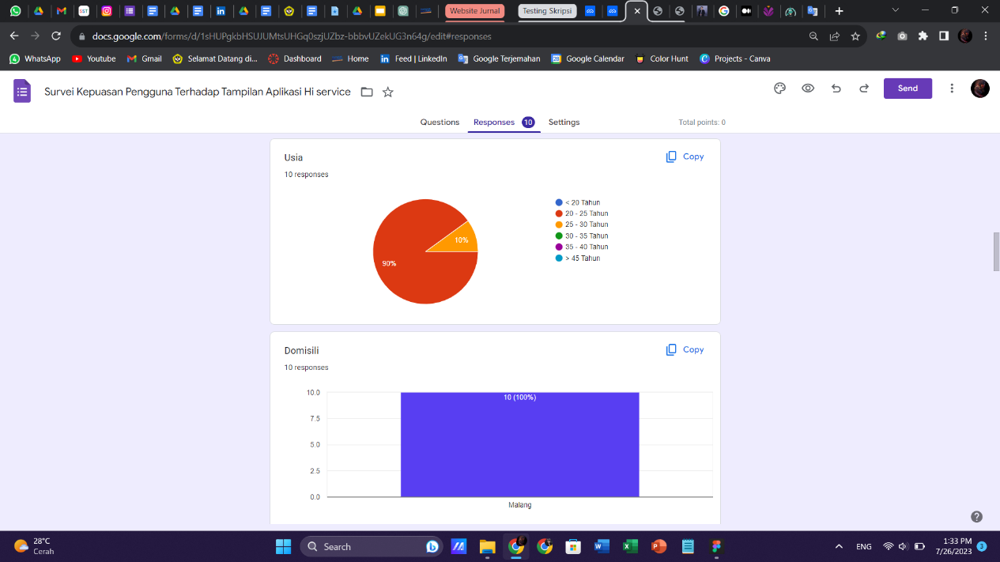 Website Jurnal
Testing Skripsi
docs.google.com/forms/d/1sHUPgkbHSUJUMtsUHGq0szjUZbz-bbbvUZekUG3n64g/edit#responses
WhatsApp Youtube Gmail Selamat Datang di... Dashboard Home Feed | LinkedIn Google Terjemahan Google Calendar Color Hunt Projects - Canva
Survei Kepuasan Pengguna Terhadap Tampilan Aplikasi Hi service
Send
Questions Responses 10 Settings Total points: 0
Usia Copy
10 responses
< 20 Tahun
20 - 25 Tahun
25 - 30 Tahun
30 - 35 Tahun
35 - 40 Tahun
> 45 Tahun
10%
90%
Domisili Copy
10 responses
10.0
10 (100%)
7.5
5.0
2.5
0.0
Malang
28°C
Cerah
Search
ENG
1:33 PM
7/26/2023
3